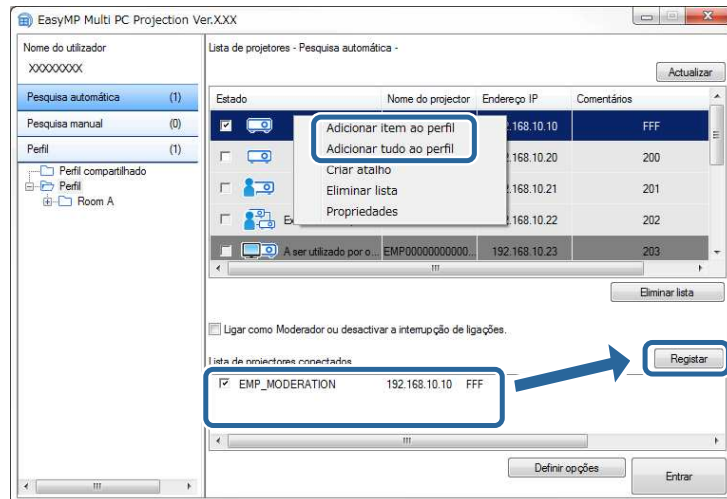 EasyMP Multi PC Projection Ver.X.XX
Nome do utilizador
XXXXXXXX
Pesquisa automática (1)
Pesquisa manual (0)
Perfil (1)
Perfil compartilhado
Perfil
Room A
Lista de projetores - Pesquisa automática -
Actualizar
Estado Nome do projector Endereço IP Comentários
.168.10.10 FFF
.168.10.20 200
.168.10.21 201
.168.10.22 202
A ser utilizado por o... EMP00000000000... 192.168.10.23 203
Adicionar item ao perfil
Adicionar tudo ao perfil
Criar atalho
Eliminar lista
Propriedades
Eliminar lista
Ligar como Moderador ou desactivar a interrupção de ligações.
Lista de projectores conectados
Registar
EMP_MODERATION 192.168.10.10 FFF
Definir opções
Entrar